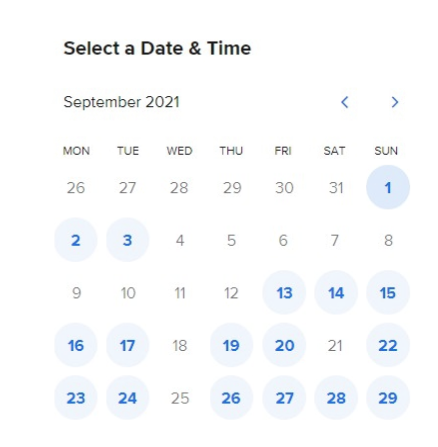 Select a Date & Time
September 2021
MON TUE WED THU FRI SAT SUN
26 27 28 29 30 31 1
2 3 4 5 6 7 8
9 10 11 12 13 14 15
16 17 18 19 20 21 22
23 24 25 26 27 28 29